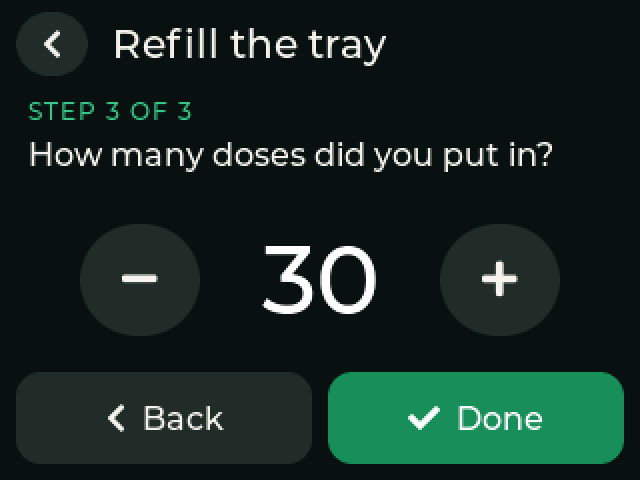 Refill the tray
STEP 3 OF 3
How many doses did you put in?
30
Back
Done